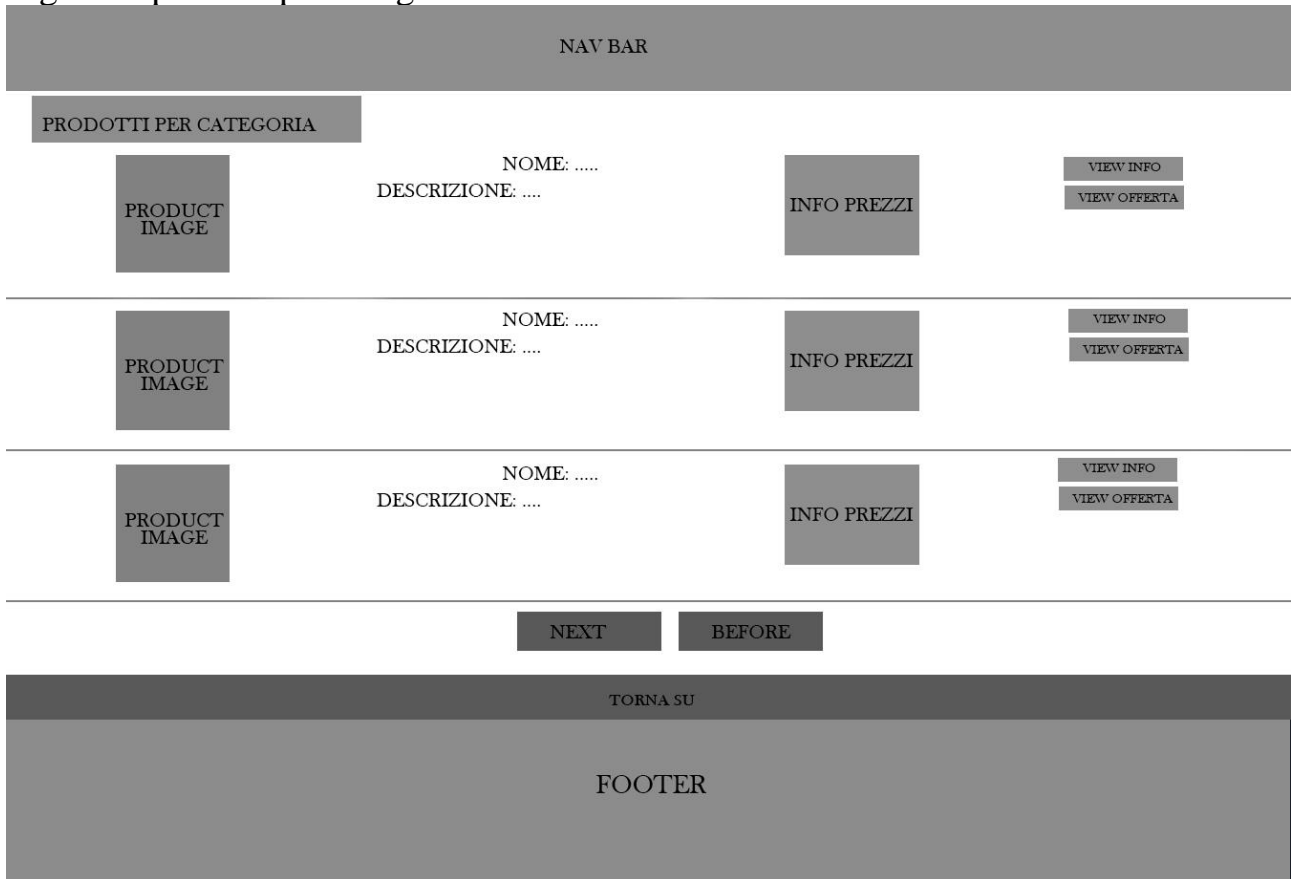 NAV BAR
PRODOTTI PER CATEGORIA
PRODUCT
IMAGE
NOME: .....
DESCRIZIONE: ....
INFO PREZZI
VIEW INFO
VIEW OFFERTA
PRODUCT
IMAGE
NOME: .....
DESCRIZIONE: ....
INFO PREZZI
VIEW INFO
VIEW OFFERTA
PRODUCT
IMAGE
NOME: .....
DESCRIZIONE: ....
INFO PREZZI
VIEW INFO
VIEW OFFERTA
NEXT
BEFORE
TORNA SU
FOOTER